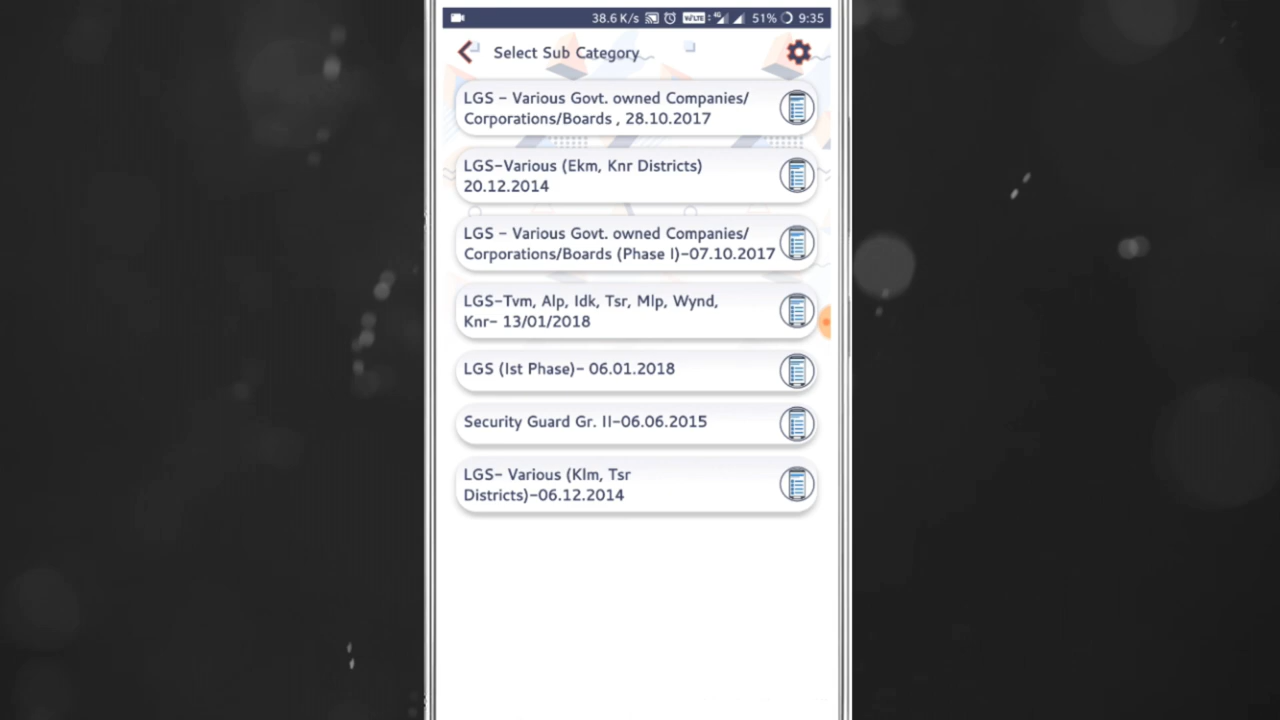 38.6 K/s VoLTE 4G 51% 9:35
Select Sub Category
LGS - Various Govt. owned Companies/
Corporations/Boards , 28.10.2017
LGS-Various (Ekm, Knr Districts)
20.12.2014
LGS - Various Govt. owned Companies/
Corporations/Boards (Phase I)-07.10.2017
LGS-Tvm, Alp, Idk, Tsr, Mlp, Wynd,
Knr- 13/01/2018
LGS (Ist Phase)- 06.01.2018
Security Guard Gr. II-06.06.2015
LGS- Various (Klm, Tsr
Districts)-06.12.2014